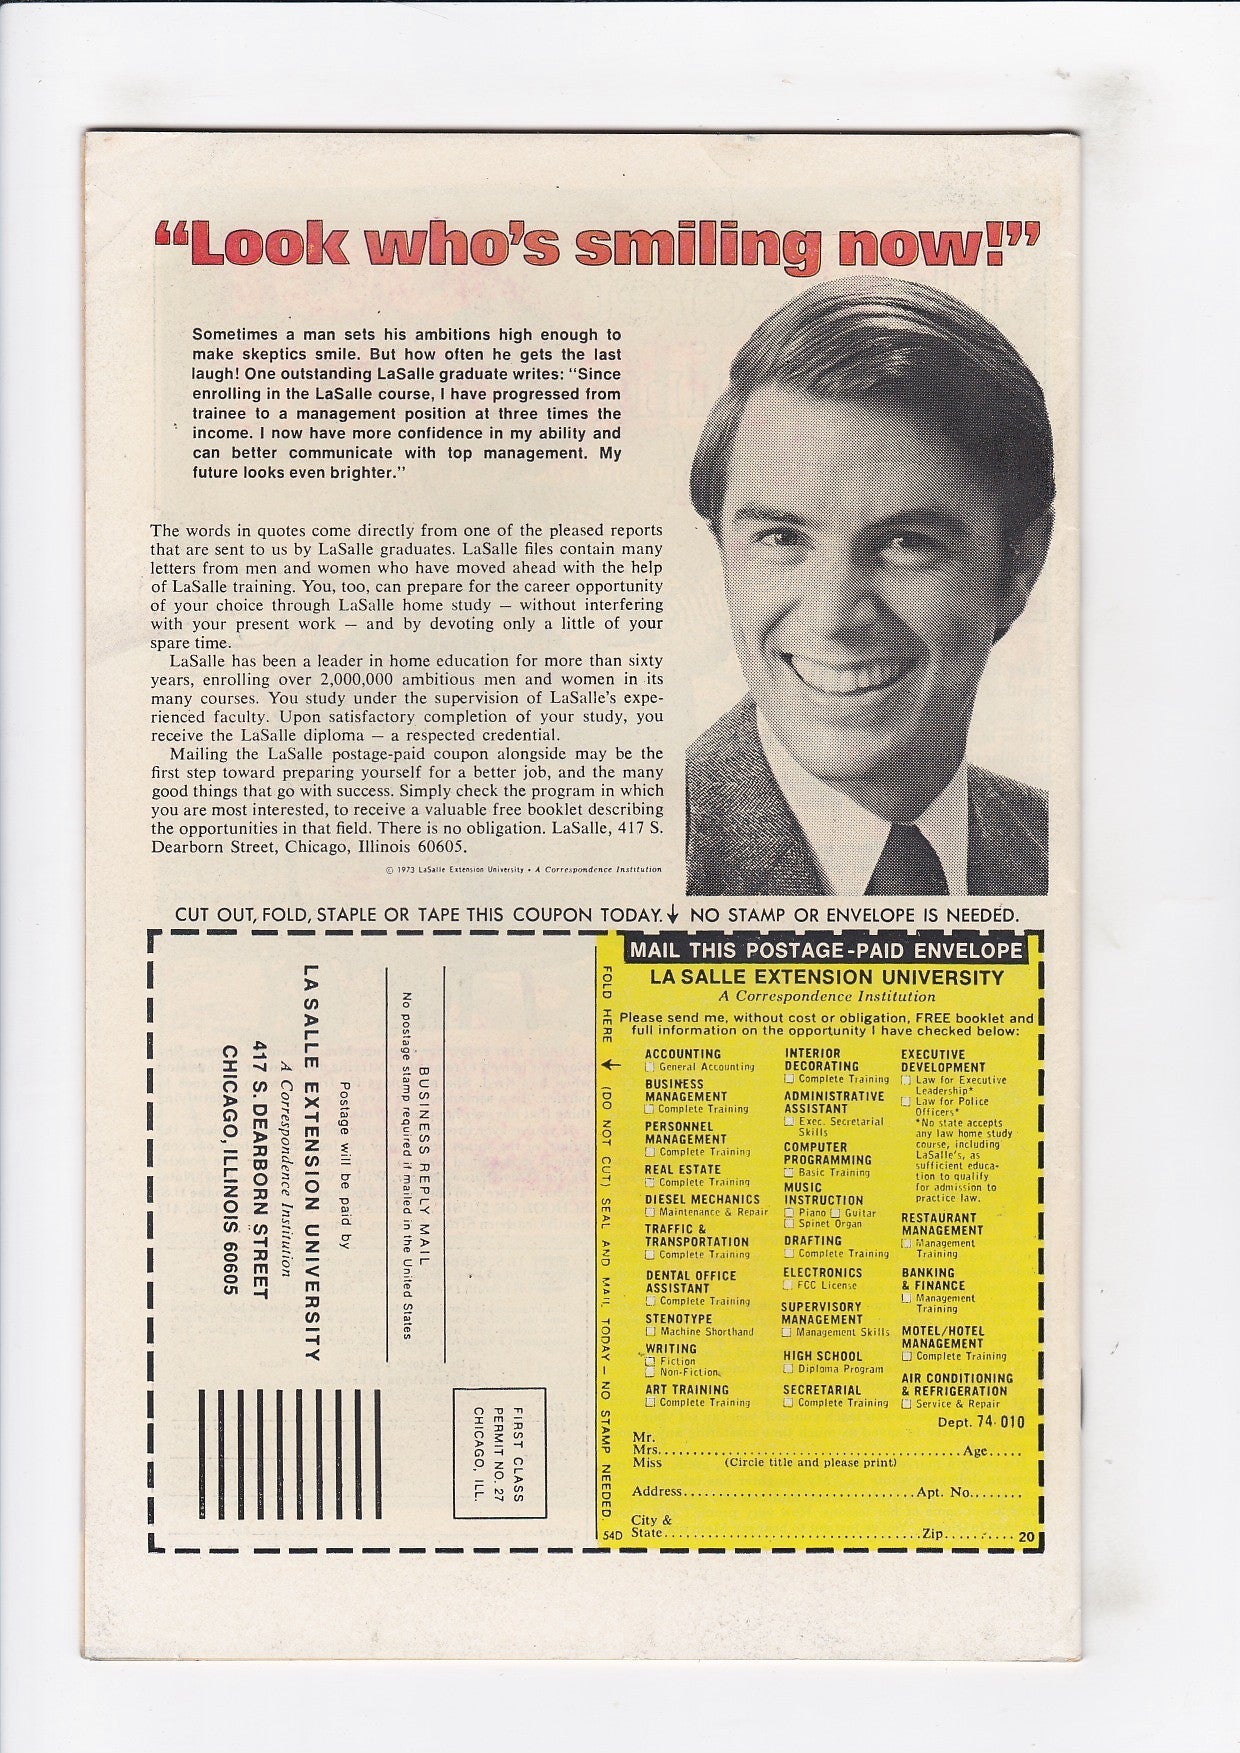 “Look who’s smiling now!”
Sometimes a man sets his ambitions high enough to
make skeptics smile. But how often he gets the last
laugh! One outstanding LaSalle graduate writes: “Since
enrolling in the LaSalle course, I have progressed from
trainee to a management position at three times the
income. I now have more confidence in my ability and
can better communicate with top management. My
future looks even brighter.”
The words in quotes come directly from one of the pleased reports
that are sent to us by LaSalle graduates. LaSalle files contain many
letters from men and women who have moved ahead with the help
of LaSalle training. You, too, can prepare for the career opportunity
of your choice through LaSalle home study — without interfering
with your present work — and by devoting only a little of your
spare time.
LaSalle has been a leader in home education for more than sixty
years, enrolling over 2,000,000 ambitious men and women in its
many courses. You study under the supervision of LaSalle's expe-
rienced faculty. Upon satisfactory completion of your study, you
receive the LaSalle diploma — a respected credential.
Mailing the LaSalle postage-paid coupon alongside may be the
first step toward preparing yourself for a better job, and the many
good things that go with success. Simply check the program in which
you are most interested, to receive a valuable free booklet describing
the opportunities in that field. There is no obligation. LaSalle, 417 S.
Dearborn Street, Chicago, Illinois 60605.
© 1973 LaSalle Extension University • A Correspondence Institution
CUT OUT, FOLD, STAPLE OR TAPE THIS COUPON TODAY. ↓ NO STAMP OR ENVELOPE IS NEEDED.
FIRST CLASS
PERMIT NO. 27
CHICAGO, ILL.
BUSINESS REPLY MAIL
No postage stamp required if mailed in the United States
Postage will be paid by
LA SALLE EXTENSION UNIVERSITY
A Correspondence Institution
417 S. DEARBORN STREET
CHICAGO, ILLINOIS 60605
FOLD HERE ← (DO NOT CUT) SEAL AND MAIL TODAY — NO STAMP NEEDED.
MAIL THIS POSTAGE-PAID ENVELOPE
LA SALLE EXTENSION UNIVERSITY
A Correspondence Institution
Please send me, without cost or obligation, FREE booklet and
full information on the opportunity I have checked below:
ACCOUNTING
☐ General Accounting
BUSINESS
MANAGEMENT
☐ Complete Training
PERSONNEL
MANAGEMENT
☐ Complete Training
REAL ESTATE
☐ Complete Training
DIESEL MECHANICS
☐ Maintenance & Repair
TRAFFIC &
TRANSPORTATION
☐ Complete Training
DENTAL OFFICE
ASSISTANT
☐ Complete Training
STENOTYPE
☐ Machine Shorthand
WRITING
☐ Fiction
☐ Non-Fiction
ART TRAINING
☐ Complete Training
INTERIOR
DECORATING
☐ Complete Training
ADMINISTRATIVE
ASSISTANT
☐ Exec. Secretarial
Skills
COMPUTER
PROGRAMMING
☐ Basic Training
MUSIC
INSTRUCTION
☐ Piano ☐ Guitar
☐ Spinet Organ
DRAFTING
☐ Complete Training
ELECTRONICS
☐ FCC License
SUPERVISORY
MANAGEMENT
☐ Management Skills
HIGH SCHOOL
☐ Diploma Program
SECRETARIAL
☐ Complete Training
EXECUTIVE
DEVELOPMENT
☐ Law for Executive
Leadership*
☐ Law for Police
Officers*
*No state accepts
any law home study
course, including
LaSalle's, as
sufficient educa-
tion to qualify
for admission to
practice law.
RESTAURANT
MANAGEMENT
☐ Management
Training
BANKING
& FINANCE
☐ Management
Training
MOTEL/HOTEL
MANAGEMENT
☐ Complete Training
AIR CONDITIONING
& REFRIGERATION
☐ Service & Repair
Dept. 74-010
Mr.
Mrs. Age
Miss (Circle title and please print)
Address Apt. No.
City &
State Zip 20
54D